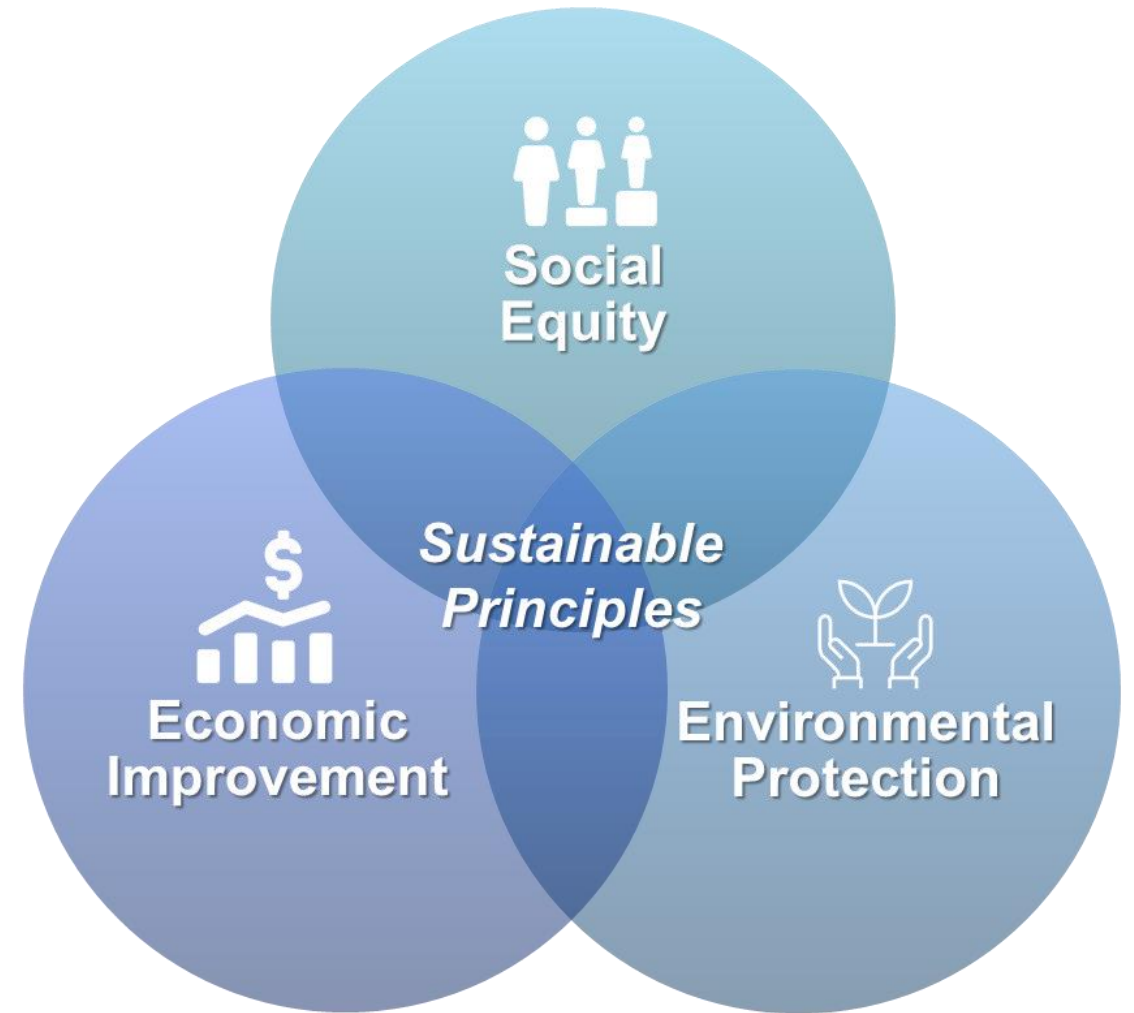 Social
Equity
Sustainable
Principles
$
Economic
Improvement
Environmental
Protection